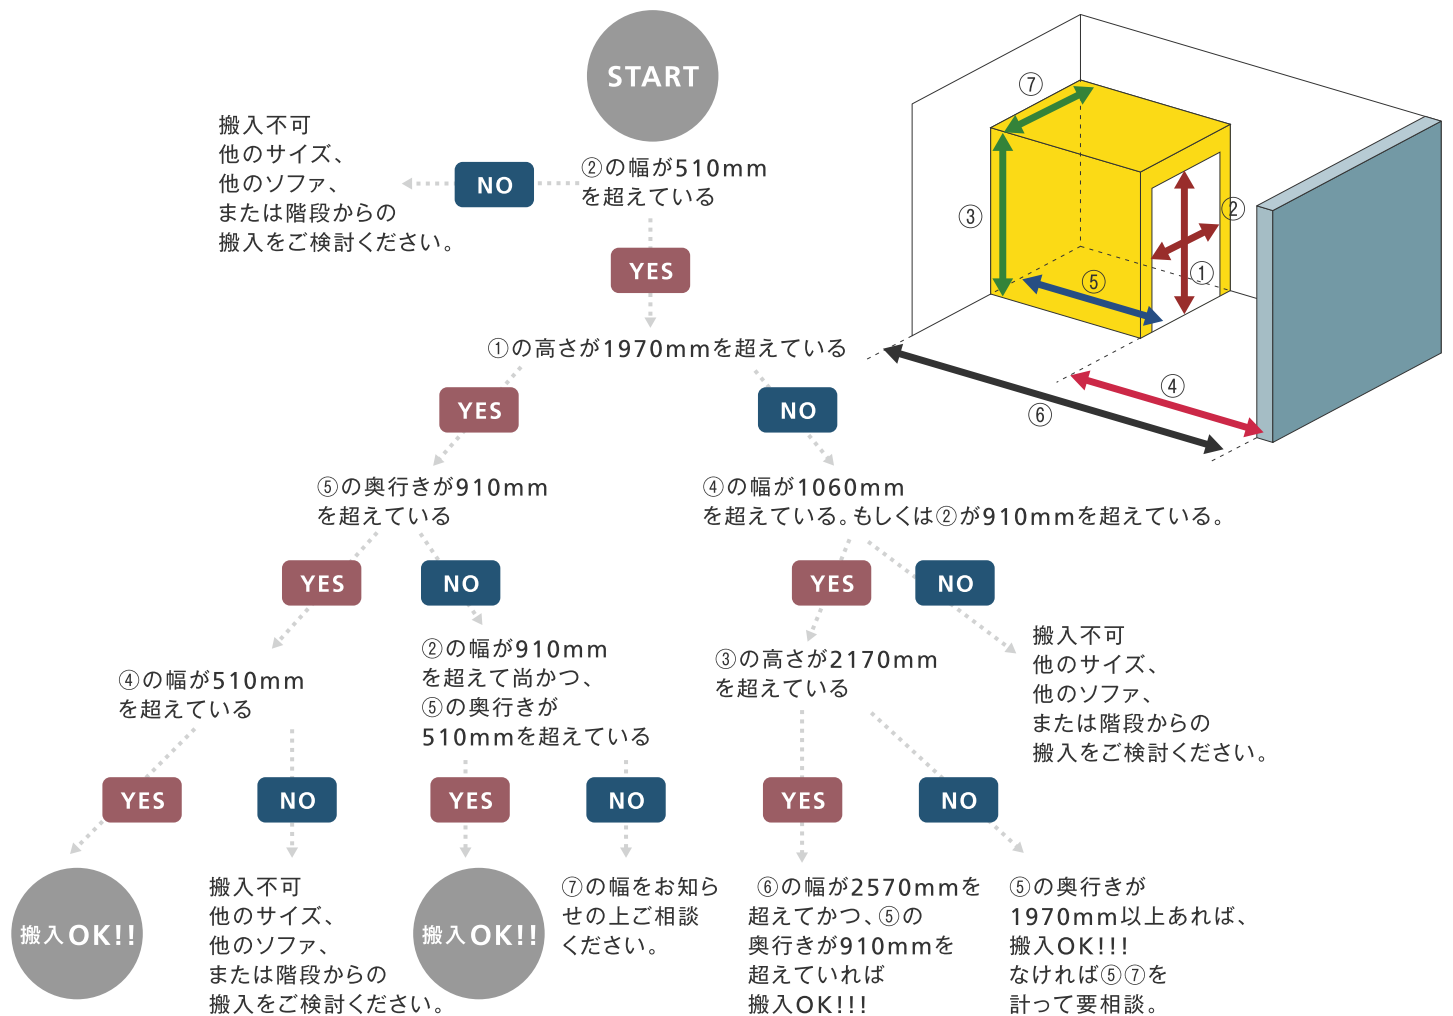 START
②の幅が510mm
を超えている
NO
搬入不可
他のサイズ、
他のソファ、
または階段からの
搬入をご検討ください。
YES
①の高さが1970mmを超えている
YES
NO
⑤の奥行きが910mm
を超えている
④の幅が1060mm
を超えている。もしくは②が910mmを超えている。
YES
NO
YES
NO
④の幅が510mm
を超えている
②の幅が910mm
を超えて尚かつ、
⑤の奥行きが
510mmを超えている
③の高さが2170mm
を超えている
搬入不可
他のサイズ、
他のソファ、
または階段からの
搬入をご検討ください。
YES
NO
YES
NO
YES
NO
搬入OK!!
搬入不可
他のサイズ、
他のソファ、
または階段からの
搬入をご検討ください。
搬入OK!!
⑦の幅をお知ら
せの上ご相談
ください。
⑥の幅が2570mmを
超えてかつ、⑤の
奥行きが910mmを
超えていれば
搬入OK!!!
⑤の奥行きが
1970mm以上あれば、
搬入OK!!!
なければ⑤⑦を
計って要相談。
⑦
③
②
①
⑤
④
⑥